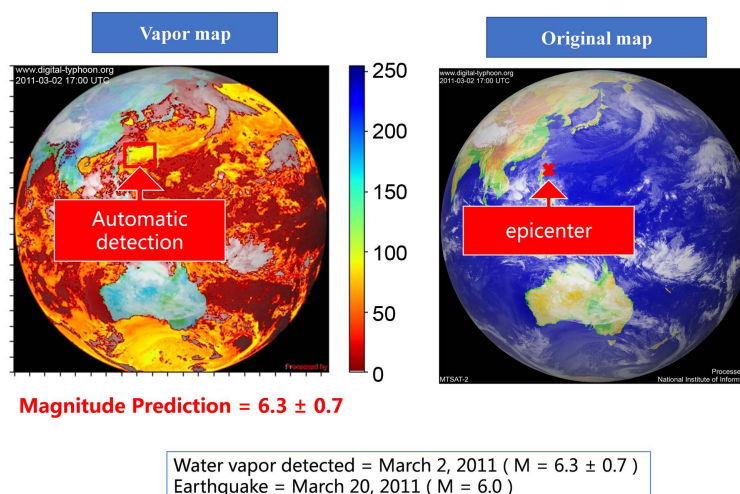 Vapor map
Original map
www.digital-typhoon.org
2011-03-02 17:00 UTC
Automatic
detection
Processed by
250
200
150
100
50
0
www.digital-typhoon.org
2011-03-02 17:00 UTC
epicenter
MTSAT-2
Processe
National Institute of Inform
Magnitude Prediction = 6.3 ± 0.7
Water vapor detected = March 2, 2011 ( M = 6.3 ± 0.7 )
Earthquake = March 20, 2011 ( M = 6.0 )